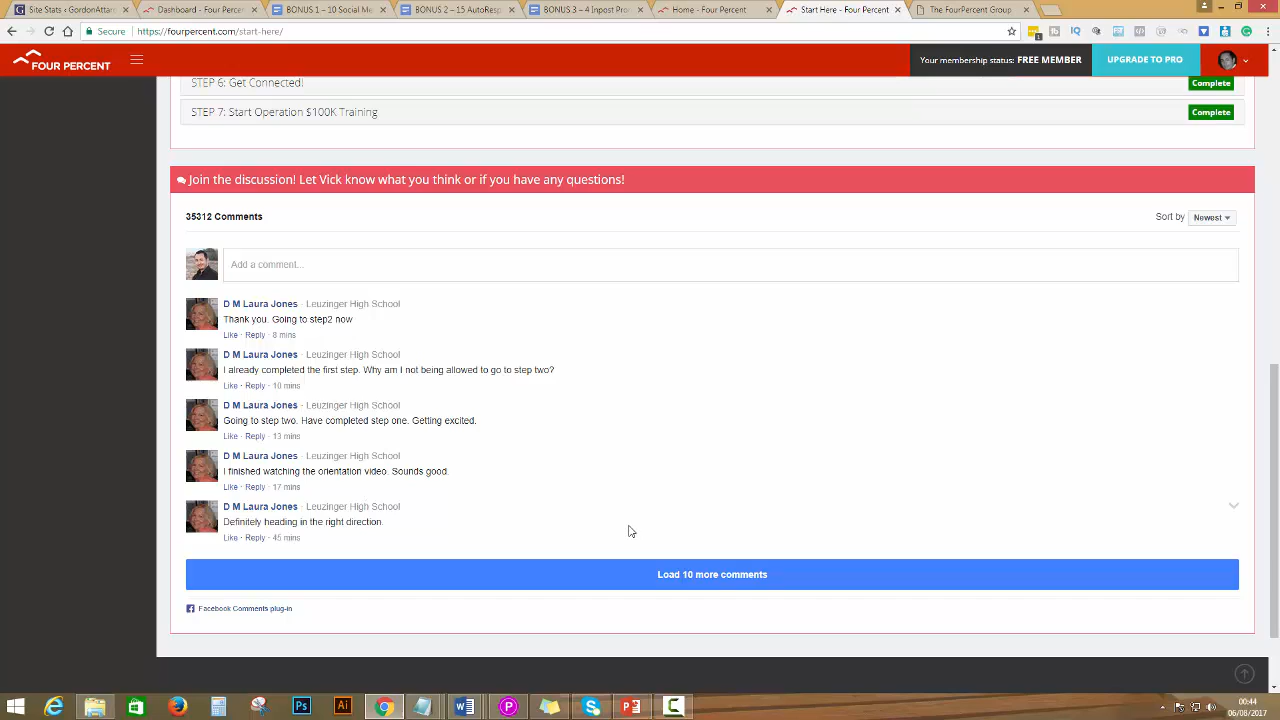 Site Stats ‹ GordonAttar
Dashboard - Four Percen
BONUS 1 – 10 Social Me
BONUS 2 – 15 AutoResp
BONUS 3 – 4 Inpost Pro
Home - Four Percent
Start Here - Four Percent
The FourPercent Group
Secure
https://fourpercent.com/start-here/
FOUR PERCENT
Your membership status: FREE MEMBER
UPGRADE TO PRO
STEP 6: Get Connected!
Complete
STEP 7: Start Operation $100K Training
Complete
Join the discussion! Let Vick know what you think or if you have any questions!
35312 Comments
Sort by Newest
Add a comment...
D M Laura Jones · Leuzinger High School
Thank you. Going to step2 now
Like · Reply · 8 mins
D M Laura Jones · Leuzinger High School
I already completed the first step. Why am I not being allowed to go to step two?
Like · Reply · 10 mins
D M Laura Jones · Leuzinger High School
Going to step two. Have completed step one. Getting excited.
Like · Reply · 13 mins
D M Laura Jones · Leuzinger High School
I finished watching the orientation video. Sounds good.
Like · Reply · 17 mins
D M Laura Jones · Leuzinger High School
Definitely heading in the right direction.
Like · Reply · 45 mins
Load 10 more comments
Facebook Comments plug-in
Ps
Ai
00:44
06/08/2017